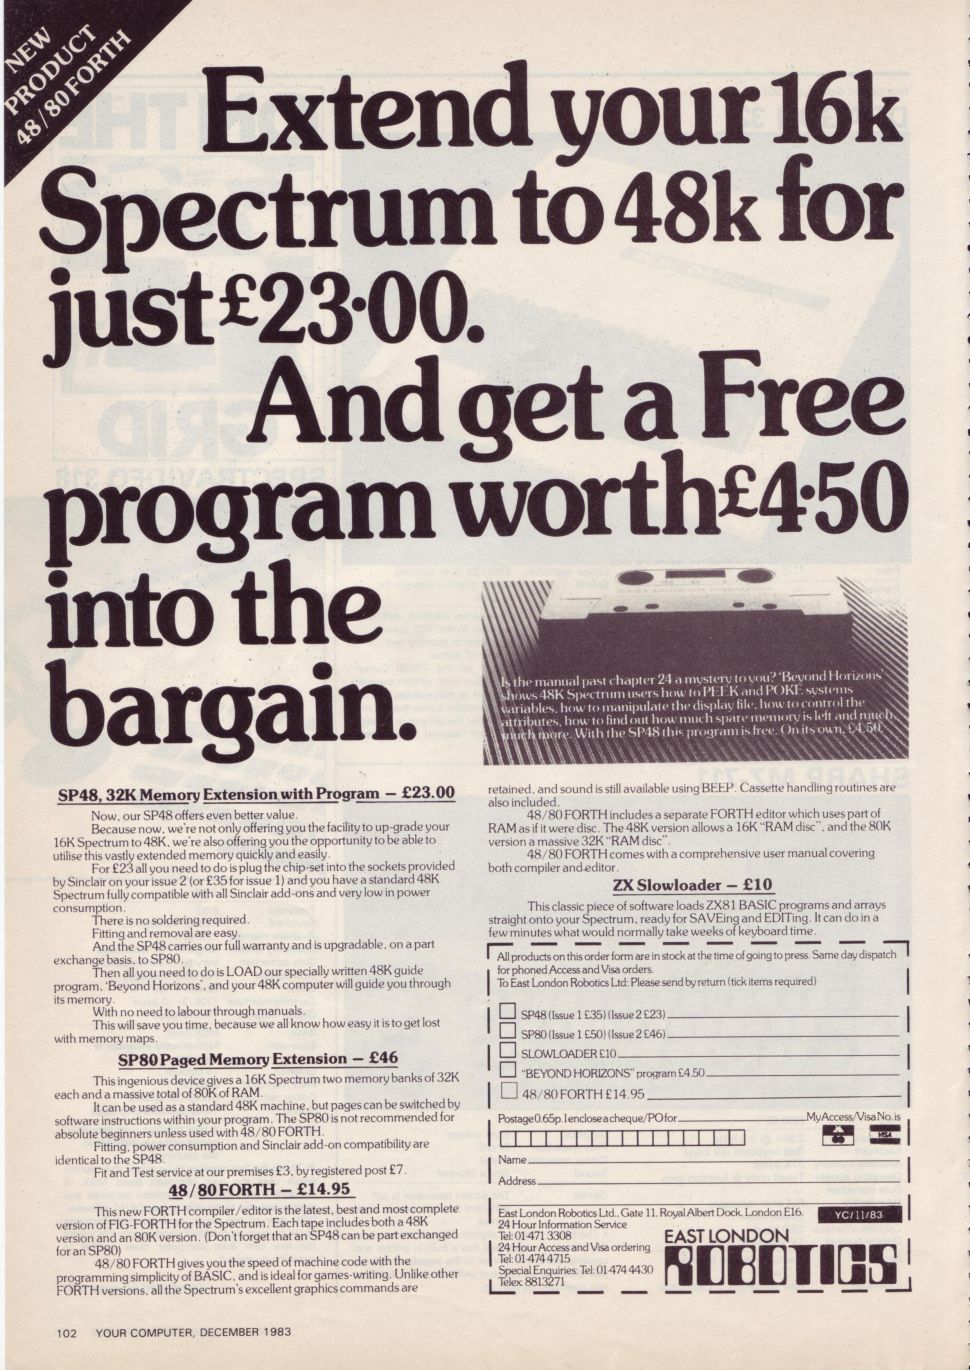 NEW
PRODUCT
48/80 FORTH
Extend your 16k
Spectrum to 48k for
just £23·00.
And get a Free
program worth £4·50
into the
bargain.
Is the manual past chapter 24 a mystery to you? 'Beyond Horizons'
shows 48K Spectrum users how to PEEK and POKE systems
variables, how to manipulate the display file, how to control the
attributes, how to find out how much spare memory is left and much
much more. With the SP48 this program is free. On its own, £4.50.
SP48, 32K Memory Extension with Program – £23.00
Now, our SP48 offers even better value.
Because now, we're not only offering you the facility to up-grade your
16K Spectrum to 48K, we're also offering you the opportunity to be able to
utilise this vastly extended memory quickly and easily.
For £23 all you need to do is plug the chip-set into the sockets provided
by Sinclair on your issue 2 (or £35 for issue 1) and you have a standard 48K
Spectrum fully compatible with all Sinclair add-ons and very low in power
consumption.
There is no soldering required.
Fitting and removal are easy.
And the SP48 carries our full warranty and is upgradable, on a part
exchange basis, to SP80.
Then all you need to do is LOAD our specially written 48K guide
program, 'Beyond Horizons', and your 48K computer will guide you through
its memory.
With no need to labour through manuals.
This will save you time, because we all know how easy it is to get lost
with memory maps.
SP80 Paged Memory Extension – £46
This ingenious device gives a 16K Spectrum two memory banks of 32K
each and a massive total of 80K of RAM.
It can be used as a standard 48K machine, but pages can be switched by
software instructions within your program. The SP80 is not recommended for
absolute beginners unless used with 48/80 FORTH.
Fitting, power consumption and Sinclair add-on compatibility are
identical to the SP48.
Fit and Test service at our premises £3, by registered post £7.
48/80 FORTH – £14.95
This new FORTH compiler/editor is the latest, best and most complete
version of FIG-FORTH for the Spectrum. Each tape includes both a 48K
version and an 80K version. (Don't forget that an SP48 can be part exchanged
for an SP80)
48/80 FORTH gives you the speed of machine code with the
programming simplicity of BASIC, and is ideal for games-writing. Unlike other
FORTH versions, all the Spectrum's excellent graphics commands are
retained, and sound is still available using BEEP. Cassette handling routines are
also included.
48/80 FORTH includes a separate FORTH editor which uses part of
RAM as if it were disc. The 48K version allows a 16K "RAM disc", and the 80K
version a massive 32K "RAM disc".
48/80 FORTH comes with a comprehensive user manual covering
both compiler and editor.
ZX Slowloader – £10
This classic piece of software loads ZX81 BASIC programs and arrays
straight onto your Spectrum, ready for SAVEing and EDITing. It can do in a
few minutes what would normally take weeks of keyboard time.
All products on this order form are in stock at the time of going to press. Same day dispatch
for phoned Access and Visa orders.
To East London Robotics Ltd: Please send by return (tick items required)
SP48 (Issue 1 £35) (Issue 2 £23)
SP80 (Issue 1 £50) (Issue 2 £46)
SLOWLOADER £10
"BEYOND HORIZONS" program £4.50
48/80 FORTH £14.95
Postage 0.65p. I enclose a cheque/PO for My Access/Visa No. is
VISA
Name
Address
East London Robotics Ltd., Gate 11, Royal Albert Dock, London E16. YC/11/83
24 Hour Information Service
Tel: 01-471 3308
24 Hour Access and Visa ordering
Tel: 01-474 4715
Special Enquiries: Tel: 01-474 4430
Telex: 8813271
EAST LONDON
ROBOTICS
102 YOUR COMPUTER, DECEMBER 1983